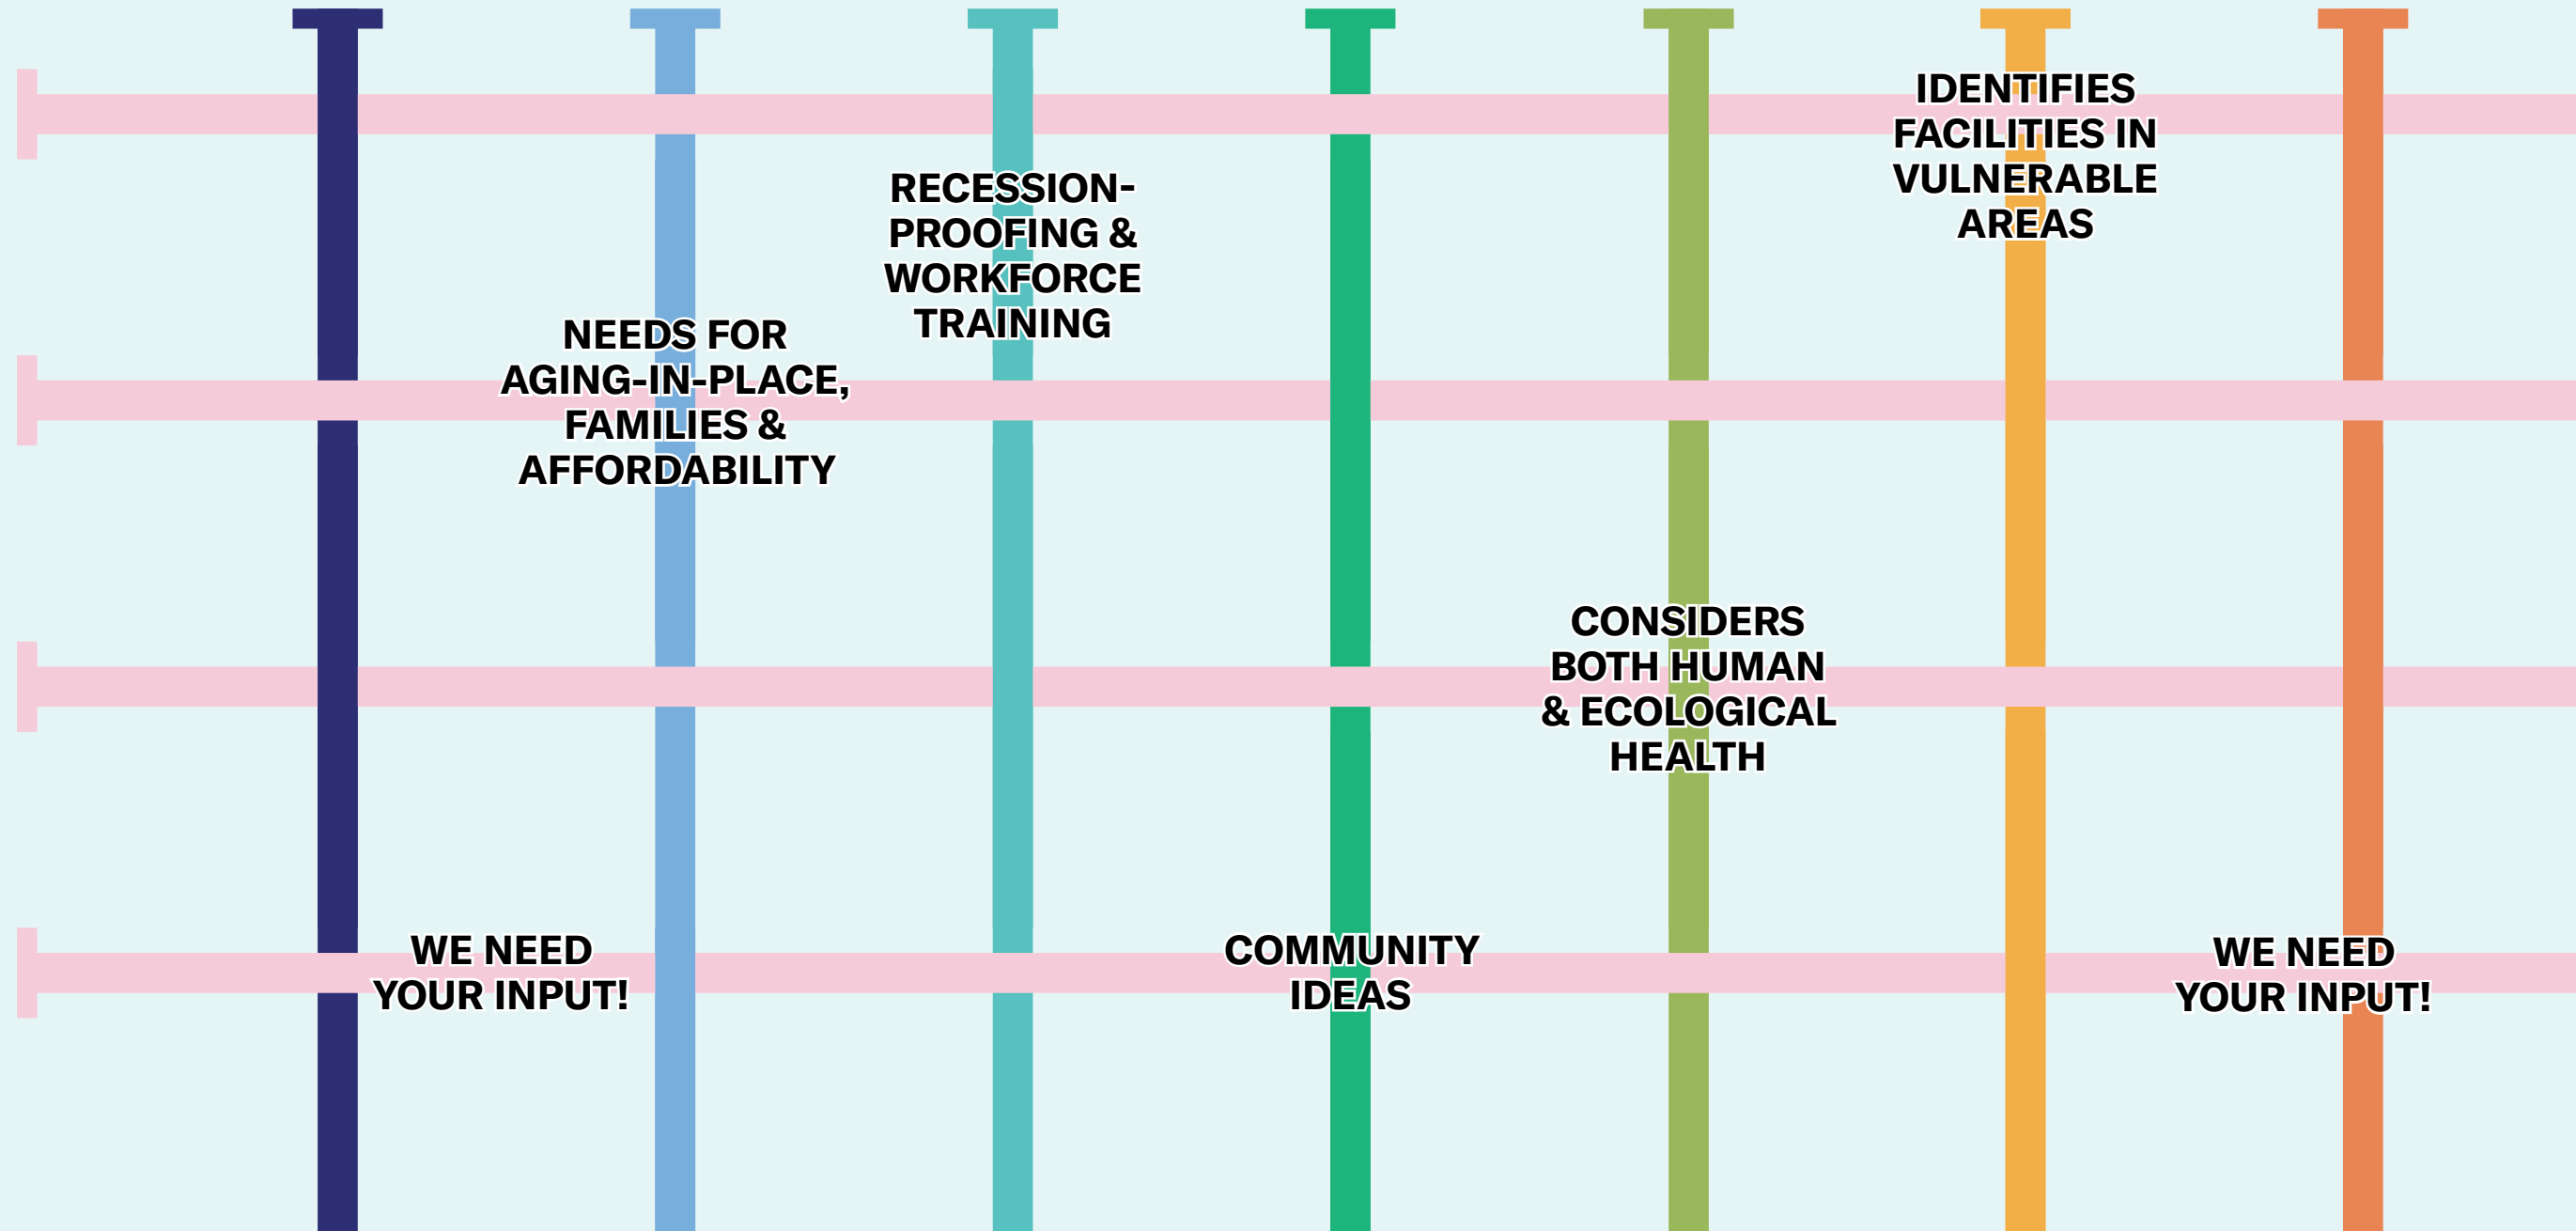 IDENTIFIES
FACILITIES IN
VULNERABLE
AREAS
RECESSION-
PROOFING &
WORKFORCE
TRAINING
NEEDS FOR
AGING-IN-PLACE,
FAMILIES &
AFFORDABILITY
CONSIDERS
BOTH HUMAN
& ECOLOGICAL
HEALTH
WE NEED
YOUR INPUT!
COMMUNITY
IDEAS
WE NEED
YOUR INPUT!